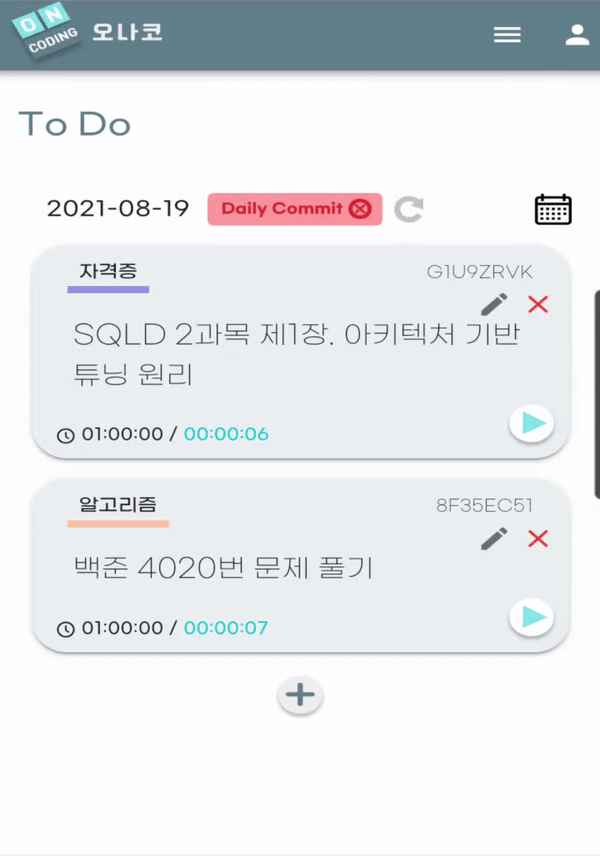 ON
CODING
오나코
To Do
2021-08-19 Daily Commit
자격증 G1U9ZRVK
SQLD 2과목 제1장. 아키텍처 기반
튜닝 원리
01:00:00 / 00:00:06
알고리즘 8F35EC51
백준 4020번 문제 풀기
01:00:00 / 00:00:07